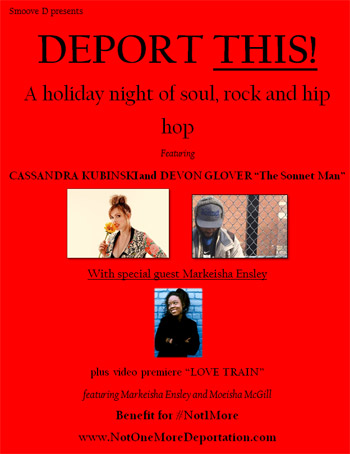 Smoove D presents
DEPORT THIS!
A holiday night of soul, rock and hip
hop
Featuring
CASSANDRA KUBINSKIand DEVON GLOVER "The Sonnet Man"
With special guest Markeisha Ensley
plus video premiere "LOVE TRAIN"
featuring Markeisha Ensley and Mocisha McGill
Benefit for #Not1More
www.NotOneMoreDeportation.com